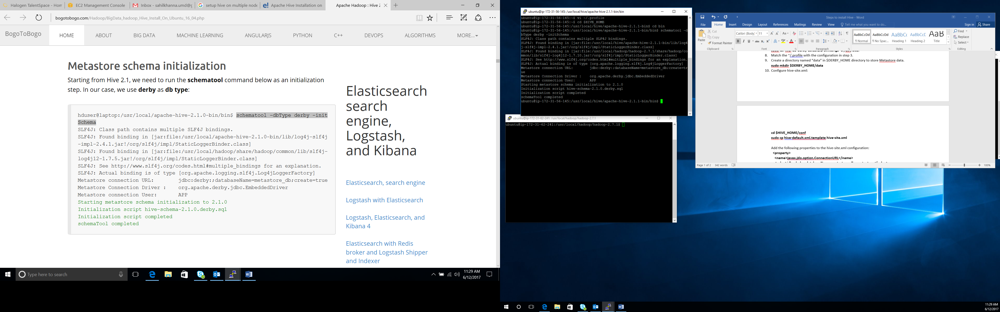 Halogen TalentSpace - Hor
EC2 Management Console
Inbox - sahilkhanna.umd@g
setup hive on multiple node
Apache Hive Installation on
Apache Hadoop : Hive 2
bogotobogo.com/Hadoop/BigData_hadoop_Hive_Install_On_Ubuntu_16_04.php
BogoToBogo
HOME
ABOUT
BIG DATA
MACHINE LEARNING
ANGULARJS
PYTHON
C++
DEVOPS
ALGORITHMS
MORE...
Metastore schema initialization
Starting from Hive 2.1, we need to run the schematool command below as an initialization
step. In our case, we use derby as db type:
hduser@laptop:/usr/local/apache-hive-2.1.0-bin/bin$ schematool -dbType derby -init
Schema
SLF4J: Class path contains multiple SLF4J bindings.
SLF4J: Found binding in [jar:file:/usr/local/apache-hive-2.1.0-bin/lib/log4j-slf4j
-impl-2.4.1.jar!/org/slf4j/impl/StaticLoggerBinder.class]
SLF4J: Found binding in [jar:file:/usr/local/hadoop/share/hadoop/common/lib/slf4j-
log4j12-1.7.5.jar!/org/slf4j/impl/StaticLoggerBinder.class]
SLF4J: See http://www.slf4j.org/codes.html#multiple_bindings for an explanation.
SLF4J: Actual binding is of type [org.apache.logging.slf4j.Log4jLoggerFactory]
Metastore connection URL: jdbc:derby:;databaseName=metastore_db;create=true
Metastore Connection Driver : org.apache.derby.jdbc.EmbeddedDriver
Metastore connection User: APP
Starting metastore schema initialization to 2.1.0
Initialization script hive-schema-2.1.0.derby.sql
Initialization script completed
schemaTool completed
Elasticsearch
search
engine,
Logstash,
and Kibana
Elasticsearch, search engine
Logstash with Elasticsearch
Logstash, Elasticsearch, and
Kibana 4
Elasticsearch with Redis
broker and Logstash Shipper
and Indexer
Type here to search
11:29 AM
6/12/2017
ubuntu@ip-172-31-56-145: /usr/local/hive/apache-hive-2.1.1-bin/bin
ubuntu@ip-172-31-56-145:~$ vi ~/.profile
ubuntu@ip-172-31-56-145:~$ cd $HIVE_HOME
ubuntu@ip-172-31-56-145:/usr/local/hive/apache-hive-2.1.1-bin$ cd bin
ubuntu@ip-172-31-56-145:/usr/local/hive/apache-hive-2.1.1-bin/bin$ schematool -d
bType derby -initSchema
SLF4J: Class path contains multiple SLF4J bindings.
SLF4J: Found binding in [jar:file:/usr/local/hive/apache-hive-2.1.1-bin/lib/log4
j-slf4j-impl-2.4.1.jar!/org/slf4j/impl/StaticLoggerBinder.class]
SLF4J: Found binding in [jar:file:/usr/local/hadoop/hadoop-2.7.1/share/hadoop/co
mmon/lib/slf4j-log4j12-1.7.10.jar!/org/slf4j/impl/StaticLoggerBinder.class]
SLF4J: See http://www.slf4j.org/codes.html#multiple_bindings for an explanation.
SLF4J: Actual binding is of type [org.apache.logging.slf4j.Log4jLoggerFactory]
Metastore connection URL: jdbc:derby:;databaseName=metastore_db;create=tr
ue
Metastore Connection Driver : org.apache.derby.jdbc.EmbeddedDriver
Metastore connection User: APP
Starting metastore schema initialization to 2.1.0
Initialization script hive-schema-2.1.0.derby.sql
Initialization script completed
schemaTool completed
ubuntu@ip-172-31-56-145:/usr/local/hive/apache-hive-2.1.1-bin/bin$
ubuntu@ip-172-31-62-241: /usr/local/hadoop/hadoop-2.7.1
ubuntu@ip-172-31-62-241:/usr/local/hadoop/hadoop-2.7.1$
Steps to install Hive - Word
File
Home
Insert
Design
Layout
References
Mailings
Review
View
Tell me what you want to do...
Sign in
Share
Paste
Cut
Copy
Format Painter
Clipboard
Calibri (Body)
11
Font
Paragraph
AaBbCcDd
¶ Normal
AaBbCcDd
¶ No Spac...
AaBbCc
Heading 1
AaBbCcE
Heading 2
AaB
Title
Styles
Find
Replace
Select
Editing
8. Match the ~/.profile with the configuration in step 3.
9. Create a directory named "data" in $DERBY_HOME directory to store Metastore data.
sudo mkdir $DERBY_HOME/data
10. Configure hive-site.xml:
cd $HIVE_HOME/conf
sudo cp hive-default.xml.template hive-site.xml
Add the following properties to the hive-site.xml configuration:
<property>
<name>javax.jdo.option.ConnectionURL</name>
Page 1 of 2
342 words
100%
11:29 AM
6/12/2017